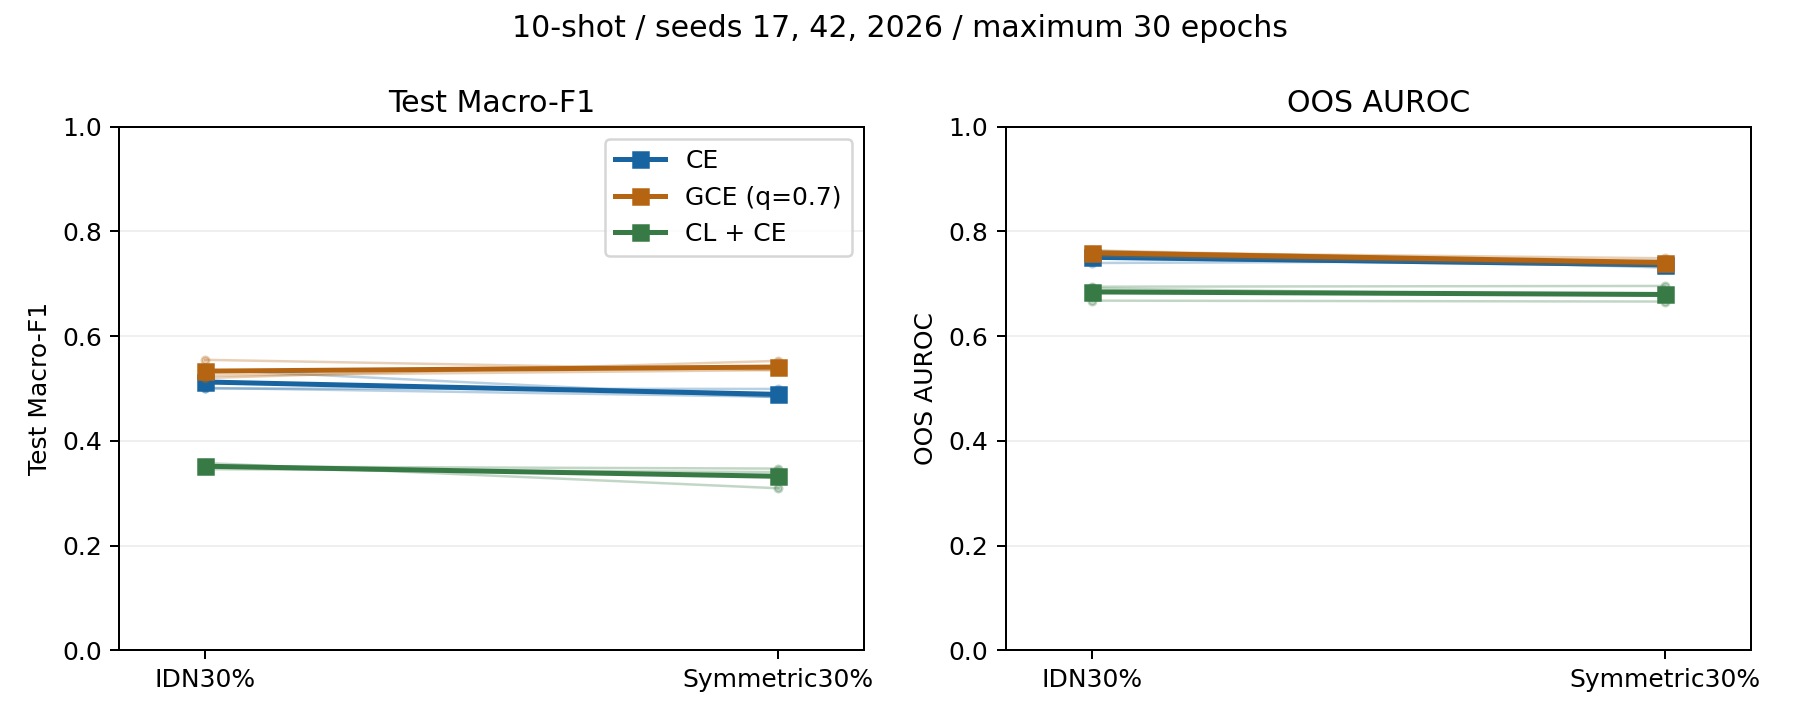 10-shot / seeds 17, 42, 2026 / maximum 30 epochs
Test Macro-F1
Test Macro-F1
1.0
0.8
0.6
0.4
0.2
0.0
IDN30%
Symmetric30%
CE
GCE (q=0.7)
CL + CE
OOS AUROC
OOS AUROC
1.0
0.8
0.6
0.4
0.2
0.0
IDN30%
Symmetric30%